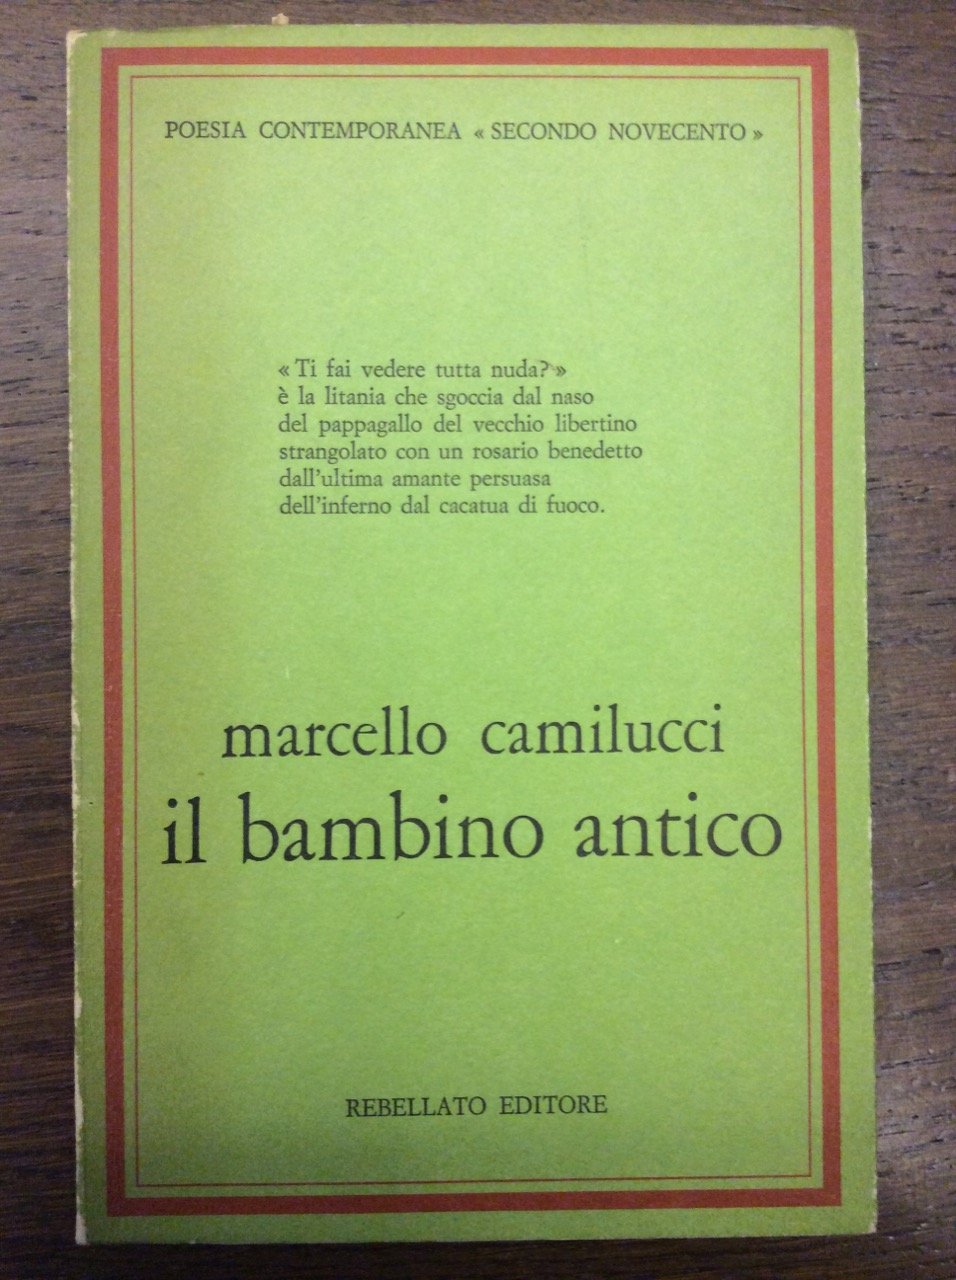 POESIA CONTEMPORANEA « SECONDO NOVECENTO »
« Ti fai vedere tutta nuda? »
è la litania che sgoccia dal naso
del pappagallo del vecchio libertino
strangolato con un rosario benedetto
dall'ultima amante persuasa
dell'inferno dal cacatua di fuoco.
marcello camilucci
il bambino antico
REBELLATO EDITORE